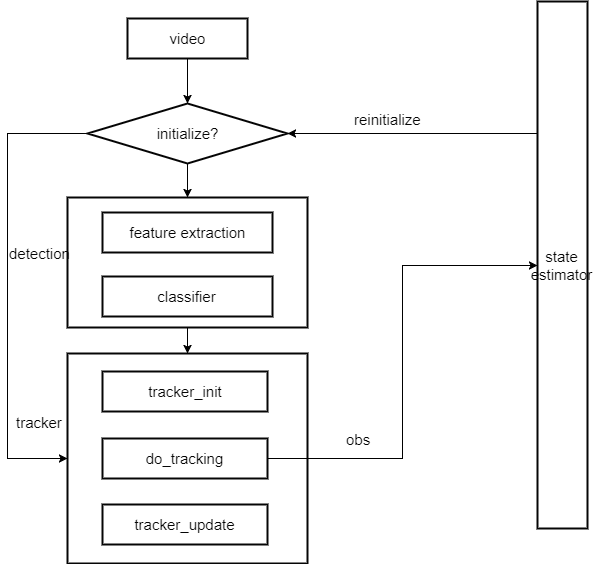 video
reinitialize
initialize?
feature extraction
detection
state
estimator
classifier
tracker_init
tracker
obs
do_tracking
tracker_update